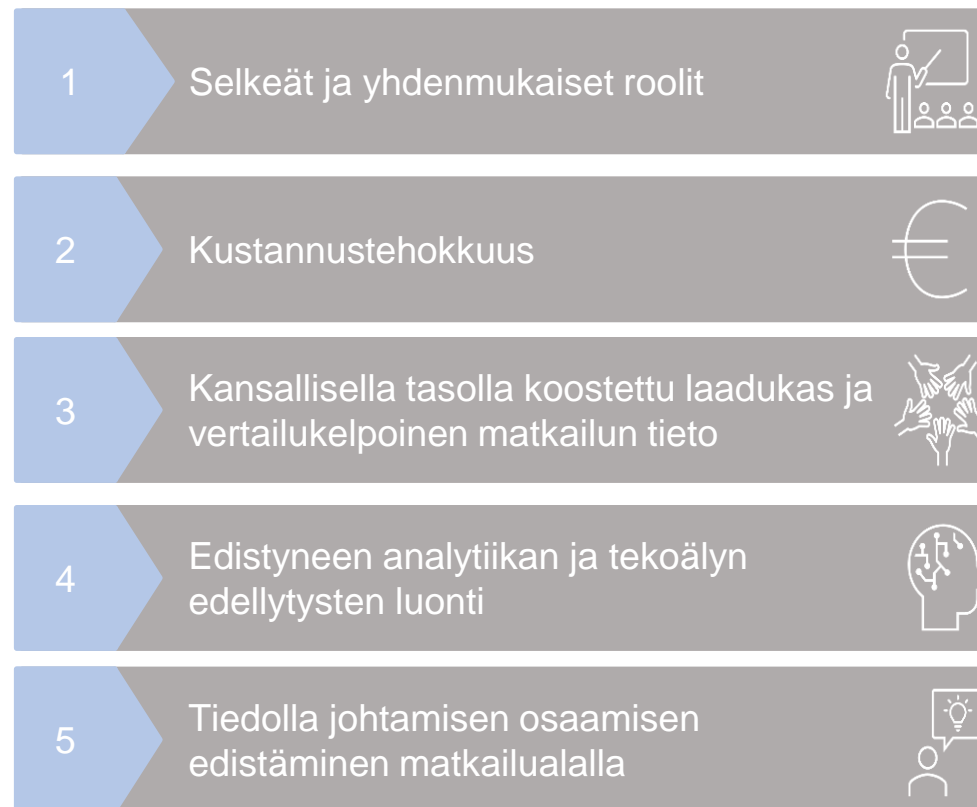 1
Selkeät ja yhdenmukaiset roolit
2
Kustannustehokkuus
€
3
Kansallisella tasolla koostettu laadukas ja
vertailukelpoinen matkailun tieto
4
Edistyneen analytiikan ja tekoälyn
edellytysten luonti
5
Tiedolla johtamisen osaamisen
edistäminen matkailualalla